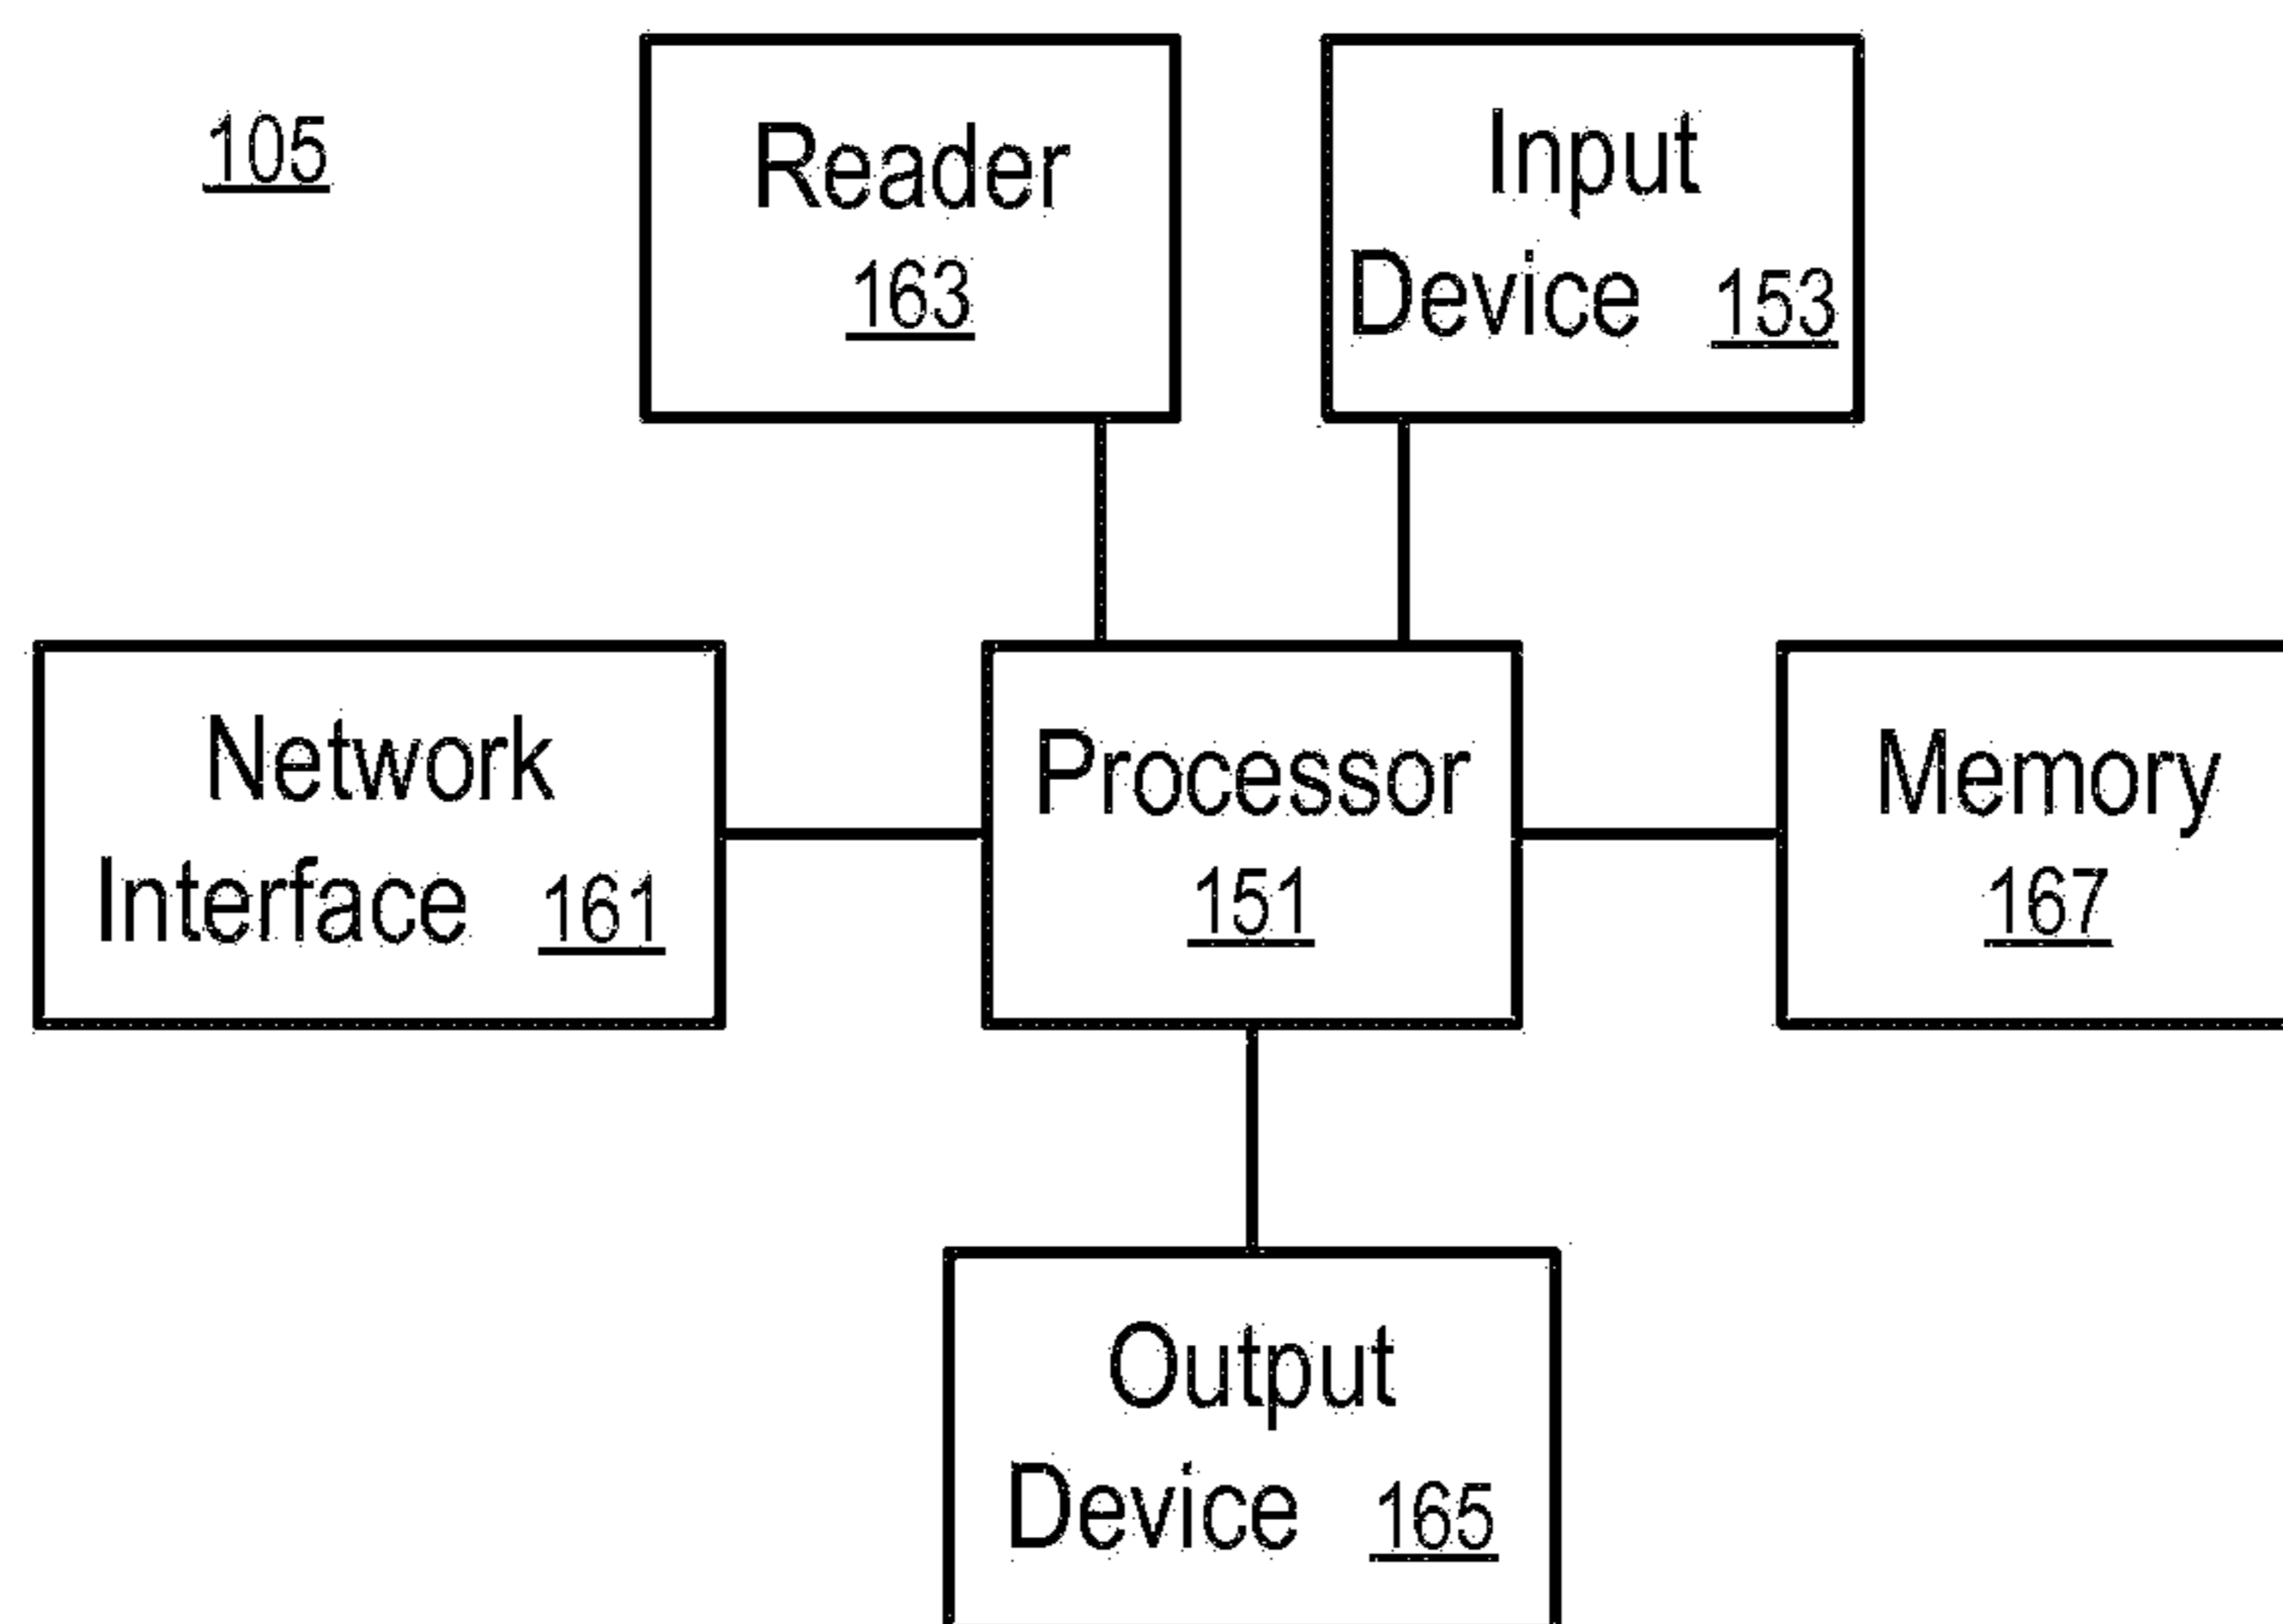 105
Reader
163
Input
Device 153
Network
Interface 161
Processor
151
Memory
167
Output
Device 165